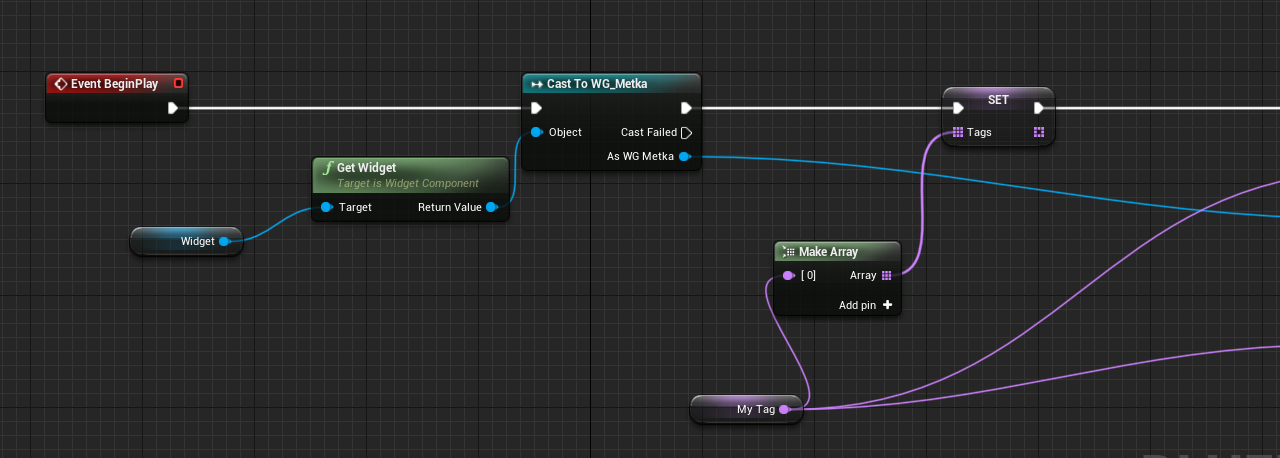 Event BeginPlay
Cast To WG_Metka
Object
Cast Failed
As WG Metka
SET
Tags
f Get Widget
Target is Widget Component
Target
Return Value
Widget
Make Array
[ 0]
Array
Add pin +
My Tag